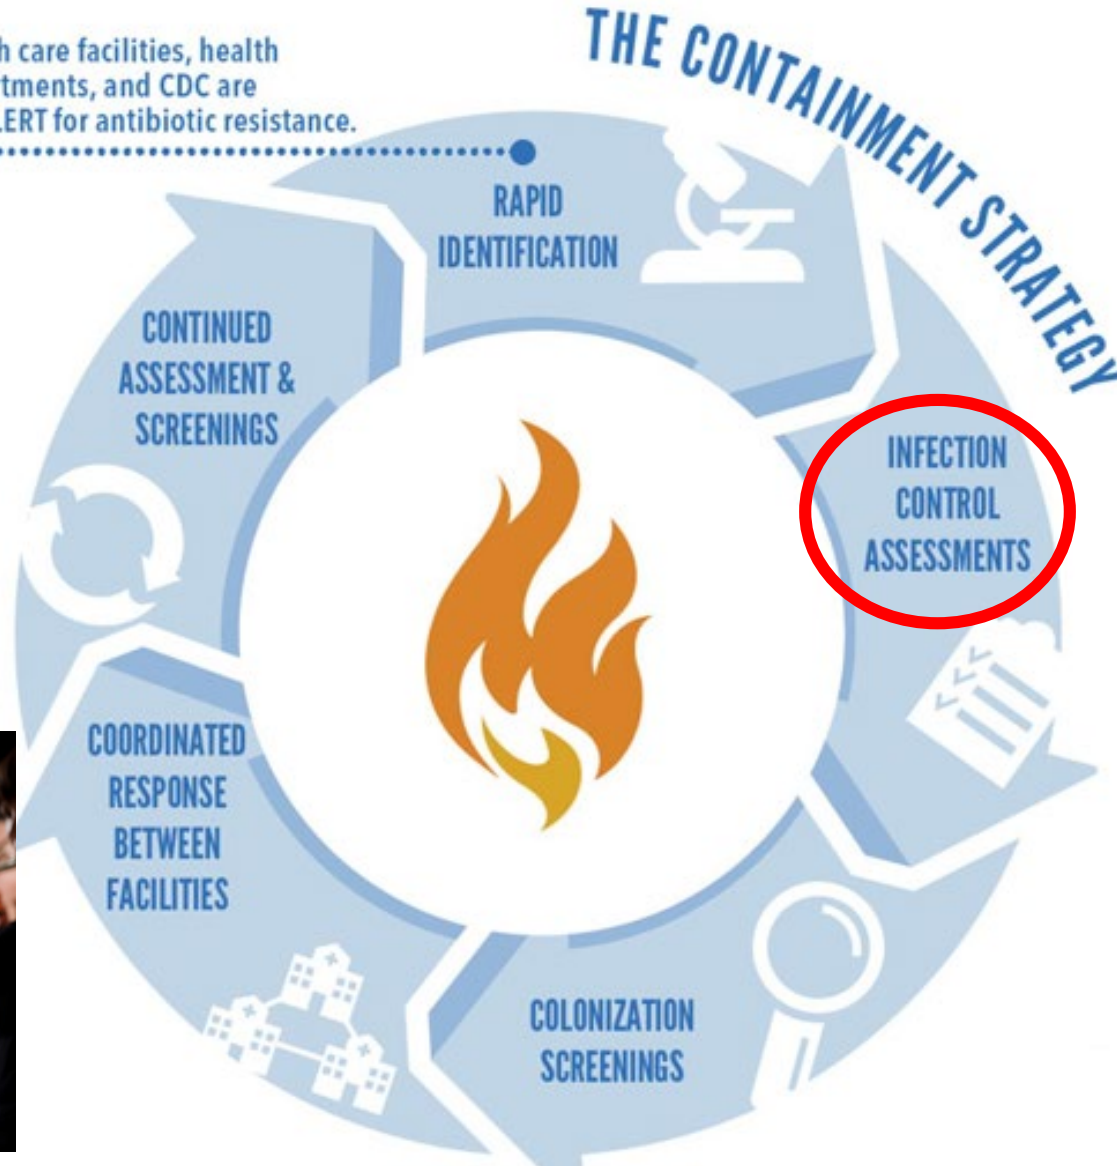 THE CONTAINMENT STRATEGY
h care facilities, health
tments, and CDC are
ERT for antibiotic resistance.
RAPID
IDENTIFICATION
INFECTION
CONTROL
ASSESSMENTS
COLONIZATION
SCREENINGS
COORDINATED
RESPONSE
BETWEEN
FACILITIES
CONTINUED
ASSESSMENT &
SCREENINGS